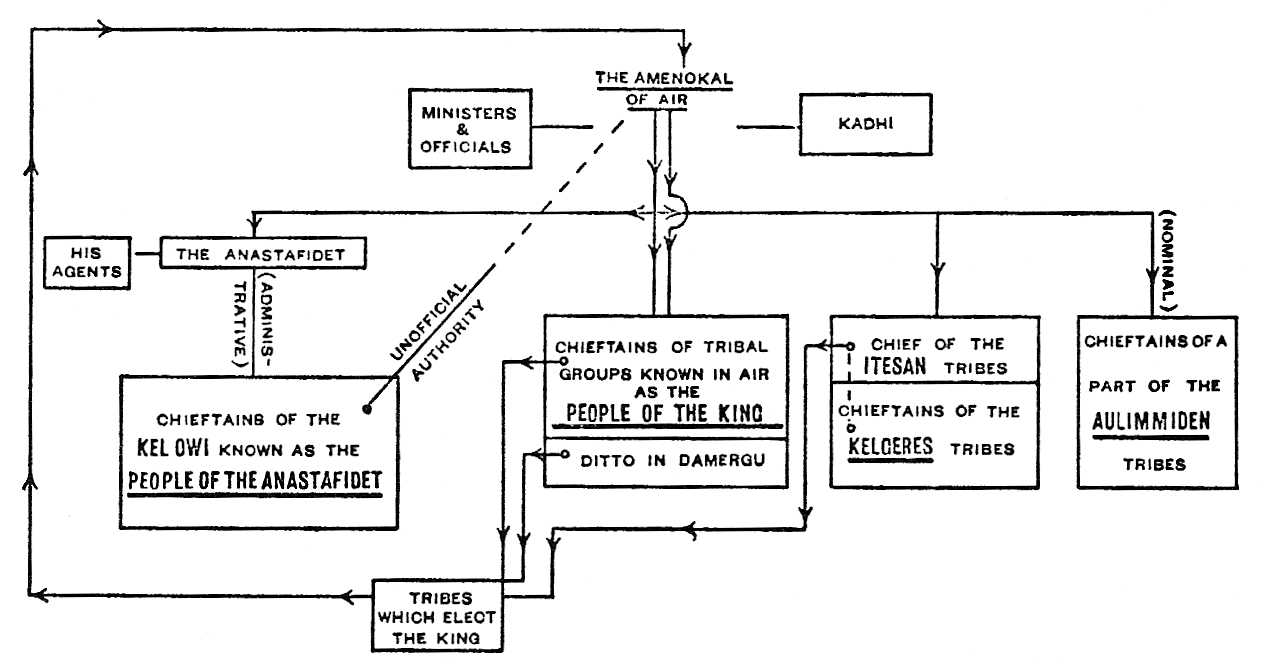 THE AMENOKAL
OF AIR
MINISTERS
&
OFFICIALS
KADHI
HIS
AGENTS
THE ANASTAFIDET
(ADMINIS-
TRATIVE)
UNOFFICIAL
AUTHORITY
(NOMINAL)
CHIEFTAINS OF THE
KEL OWI KNOWN AS THE
PEOPLE OF THE ANASTAFIDET
CHIEFTAINS OF TRIBAL
GROUPS KNOWN IN AIR
AS THE
PEOPLE OF THE KING
DITTO IN DAMERGU
CHIEF OF THE
ITESAN TRIBES
CHIEFTAINS OF THE
KELGERES TRIBES
CHIEFTAINS OF A
PART OF THE
AULIMMIDEN
TRIBES
TRIBES
WHICH ELECT
THE KING